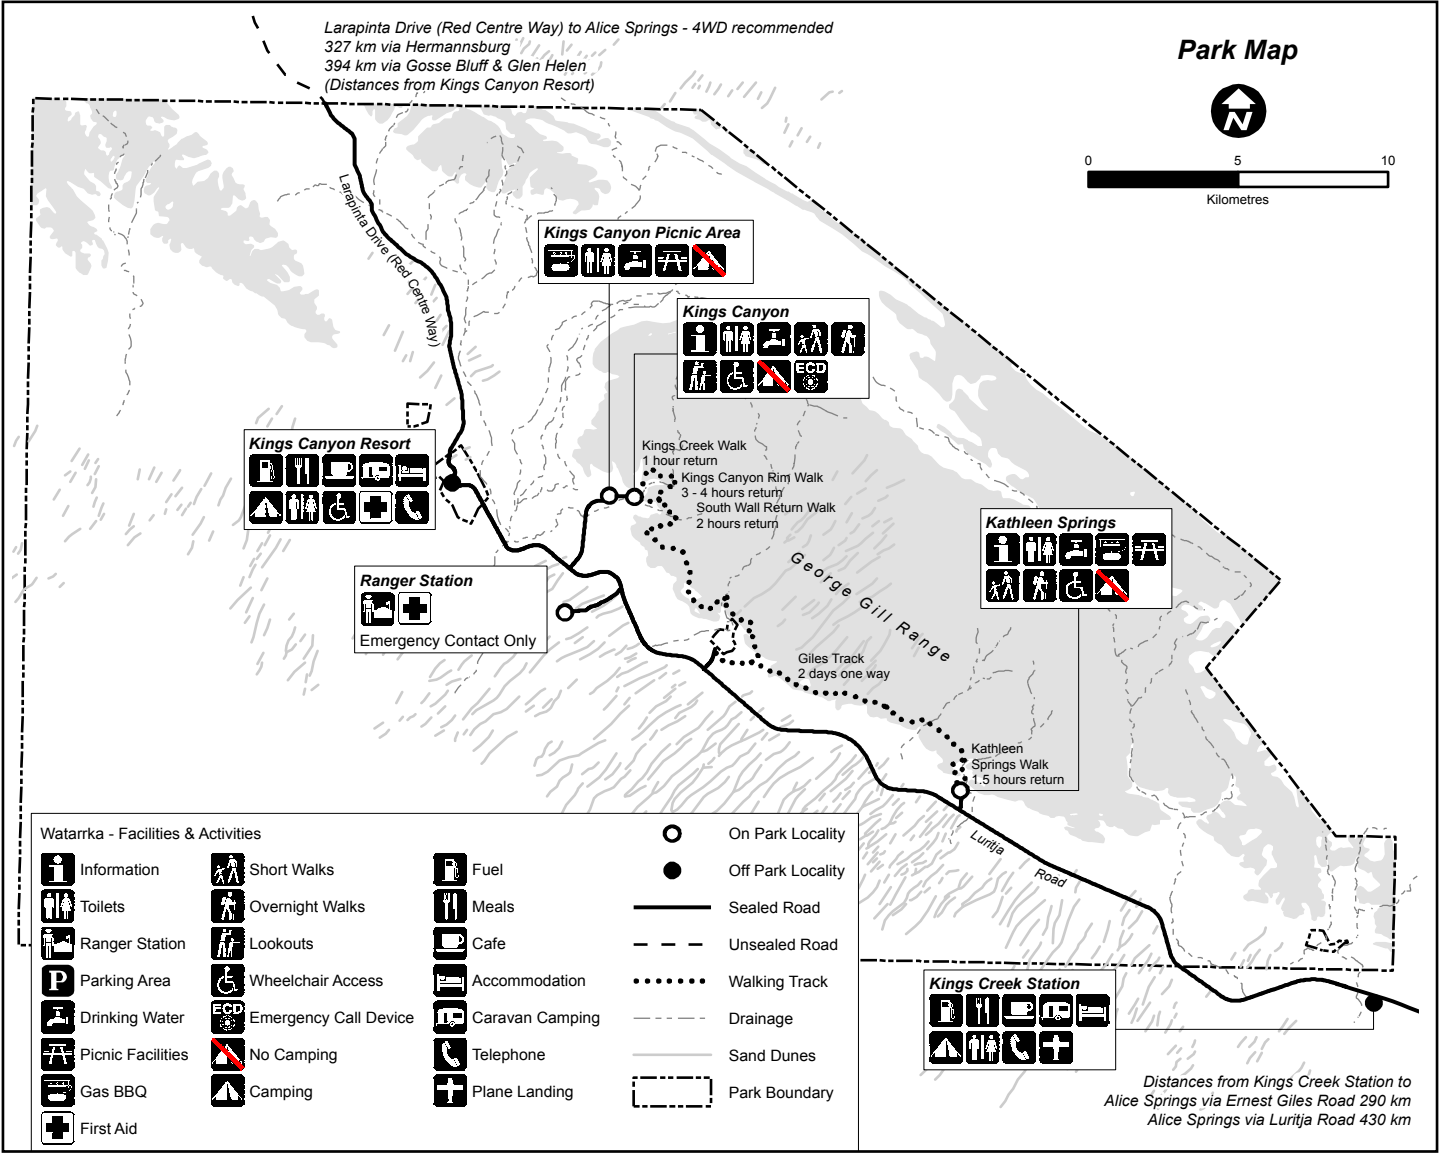 Larapinta Drive (Red Centre Way) to Alice Springs - 4WD recommended
327 km via Hermannsburg
394 km via Gosse Bluff & Glen Helen
(Distances from Kings Canyon Resort)
Park Map
N
0 5 10
Kilometres
Larapinta Drive (Red Centre Way)
Kings Canyon Picnic Area
Kings Canyon
ECD
Kings Canyon Resort
Kings Creek Walk
1 hour return
Kings Canyon Rim Walk
3 - 4 hours return
South Wall Return Walk
2 hours return
Kathleen Springs
George Gill Range
Ranger Station
Emergency Contact Only
Giles Track
2 days one way
Kathleen
Springs Walk
1.5 hours return
Luritja
Road
Kings Creek Station
Distances from Kings Creek Station to
Alice Springs via Ernest Giles Road 290 km
Alice Springs via Luritja Road 430 km
Watarrka - Facilities & Activities
Information
Toilets
Ranger Station
P Parking Area
Drinking Water
Picnic Facilities
Gas BBQ
First Aid
Short Walks
Overnight Walks
Lookouts
Wheelchair Access
ECD Emergency Call Device
No Camping
Camping
Fuel
Meals
Cafe
Accommodation
Caravan Camping
Telephone
Plane Landing
On Park Locality
Off Park Locality
Sealed Road
Unsealed Road
Walking Track
Drainage
Sand Dunes
Park Boundary